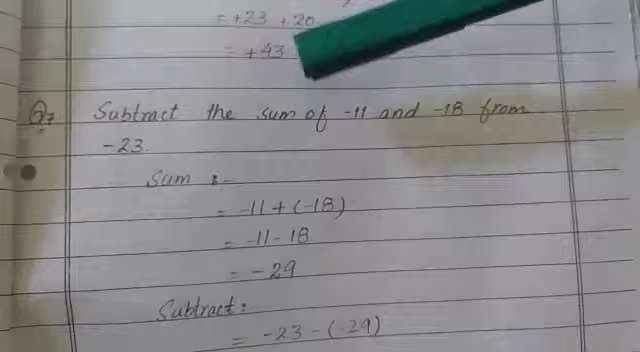 = +23 +20
= +43
Q7 Subtract the sum of -11 and -18 from
-23.
Sum :-
= -11 + (-18)
= -11 - 18
= -29
Subtract:
= -23 - (-29)